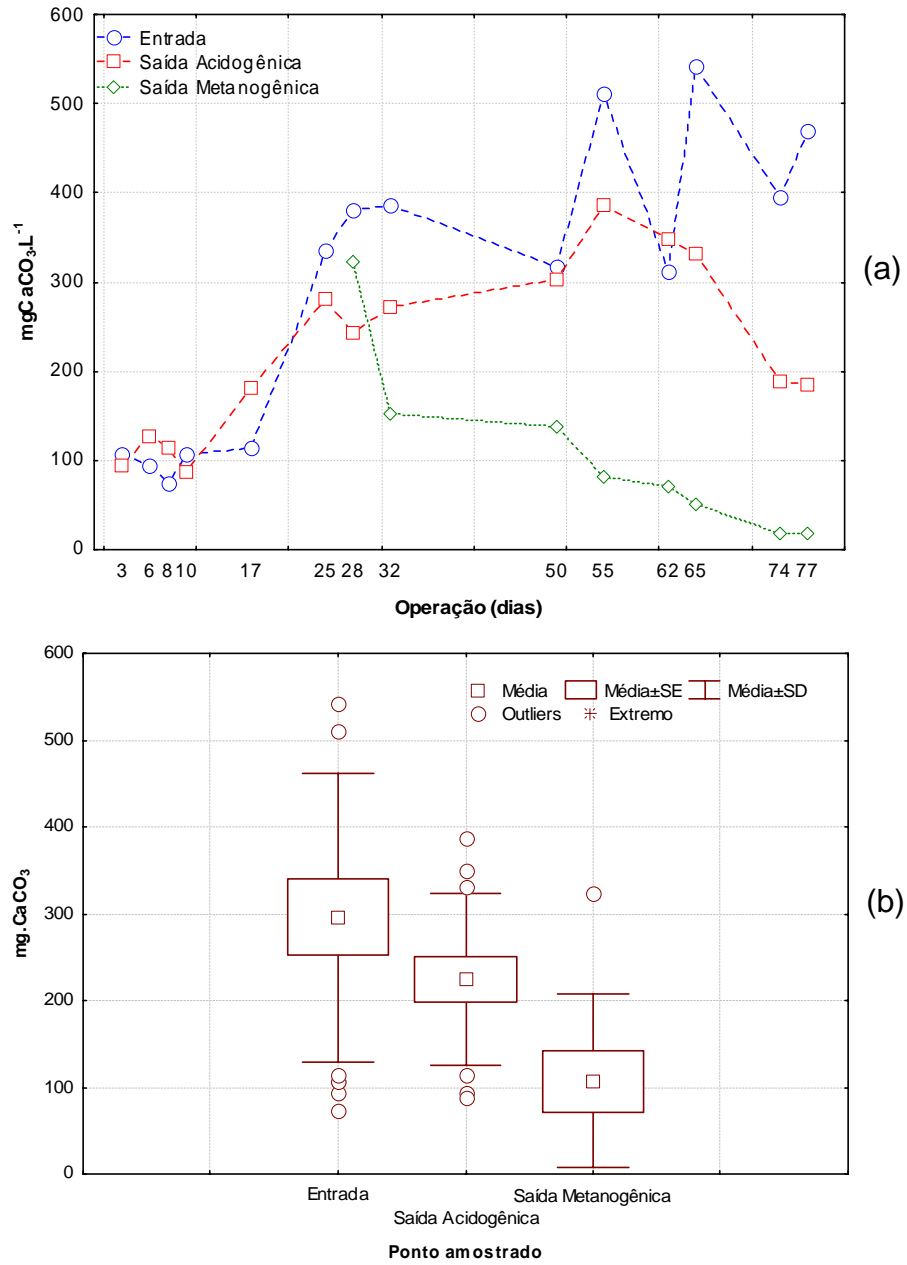 600
500
400
300
200
100
0
mgCaCO₃.L⁻¹
Entrada
Saída Acidogênica
Saída Metanogênica
(a)
3 6 8 10 17 25 28 32 50 55 62 65 74 77
Operação (dias)
600
500
400
300
200
100
0
mg.CaCO₃
Média Média±SE Média±SD
Outliers Extremo
(b)
Entrada Saída Metanogênica
Saída Acidogênica
Ponto amostrado